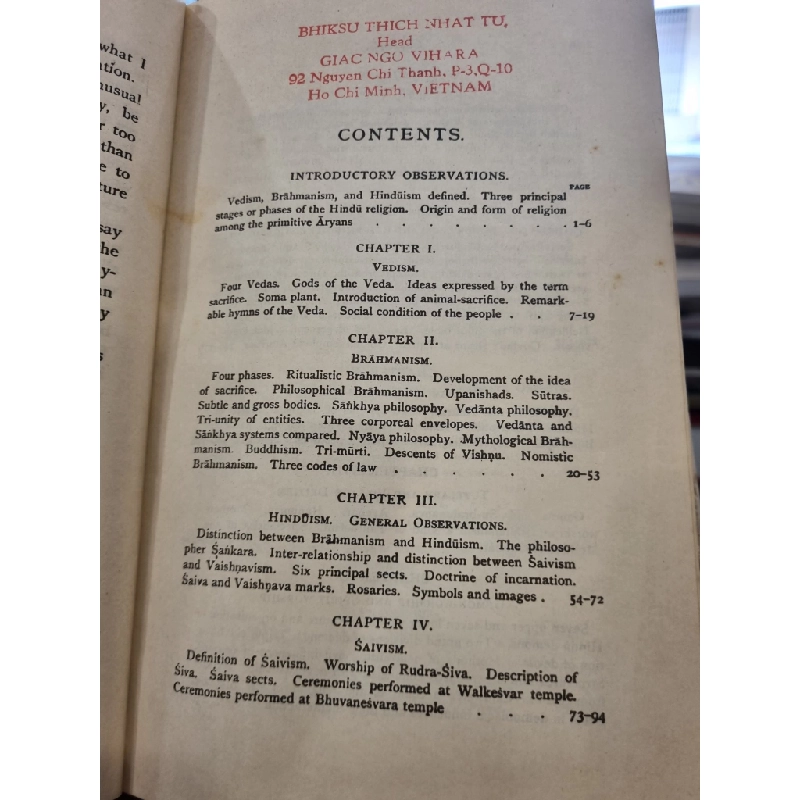 what I
tion.
nusual
y, be
r too
than
e to
ture
say
he
y-
n
y
s
BHIKSU THICH NHAT TU,
Head
GIAC NGO VIHARA
92 Nguyen Chi Thanh, P-3,Q-10
Ho Chi Minh, VIETNAM
CONTENTS.
INTRODUCTORY OBSERVATIONS.
PAGE
Vedism, Brāhmanism, and Hindūism defined. Three principal
stages or phases of the Hindū religion. Origin and form of religion
among the primitive Āryans . . . . . . . . 1-6
CHAPTER I.
VEDISM.
Four Vedas. Gods of the Veda. Ideas expressed by the term
sacrifice. Soma plant. Introduction of animal-sacrifice. Remark-
able hymns of the Veda. Social condition of the people . . 7-19
CHAPTER II.
BRĀHMANISM.
Four phases. Ritualistic Brāhmanism. Development of the idea
of sacrifice. Philosophical Brāhmanism. Upanishads. Sūtras.
Subtle and gross bodies. Sāṅkhya philosophy. Vedānta philosophy.
Tri-unity of entities. Three corporeal envelopes. Vedānta and
Sāṅkhya systems compared. Nyāya philosophy. Mythological Brāh-
manism. Buddhism. Tri-mūrti. Descents of Vishṇu. Nomistic
Brāhmanism. Three codes of law . . . . . . 20-53
CHAPTER III.
HINDŪISM. GENERAL OBSERVATIONS.
Distinction between Brāhmanism and Hindūism. The philoso-
pher Śaṅkara. Inter-relationship and distinction between Śaivism
and Vaishṇavism. Six principal sects. Doctrine of incarnation.
Śaiva and Vaishṇava marks. Rosaries. Symbols and images . 54-72
CHAPTER IV.
ŚAIVISM.
Definition of Śaivism. Worship of Rudra-Śiva. Description of
Śiva. Śaiva sects. Ceremonies performed at Walkeśvar temple.
Ceremonies performed at Bhuvaneśvara temple . . . 73-94